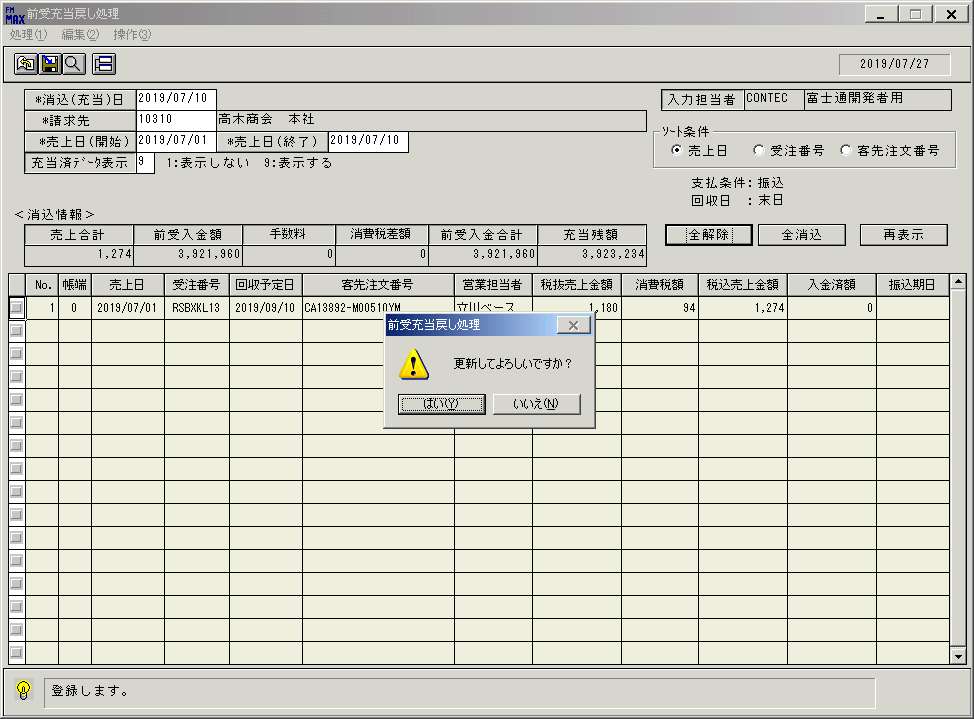 FM MAX 前受充当戻し処理
処理(1) 編集(2) 操作(3)
2019/07/27
*消込(充当)日 2019/07/10
入力担当者 CONTEC 富士通開発者用
*請求先 10310 高木商会 本社
*売上日(開始) 2019/07/01 *売上日(終了) 2019/07/10
ソート条件
売上日 受注番号 客先注文番号
充当済データ表示 9 1:表示しない 9:表示する
支払条件: 振込
回収日 : 末日
<消込情報>
売上合計 前受入金額 手数料 消費税差額 前受入金合計 充当残額
全解除 全消込 再表示
1,274 3,921,960 0 0 3,921,960 3,923,234
No. 帳端 売上日 受注番号 回収予定日 客先注文番号 営業担当者 税抜売上金額 消費税額 税込売上金額 入金済額 振込期日
1 0 2019/07/01 RSBXKL13 2019/09/10 CA13892-M00510YM 立川ベース 1,180 94 1,274 0
前受充当戻し処理
更新してよろしいですか？
はい(Y) いいえ(N)
登録します。